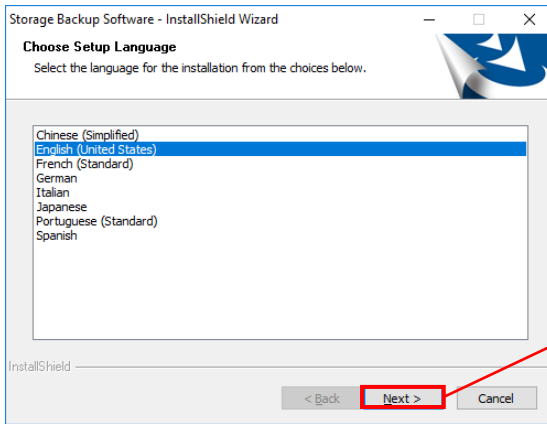 Storage Backup Software - InstallShield Wizard
Choose Setup Language
Select the language for the installation from the choices below.
Chinese (Simplified)
English (United States)
French (Standard)
German
Italian
Japanese
Portuguese (Standard)
Spanish
InstallShield
< Back Next > Cancel